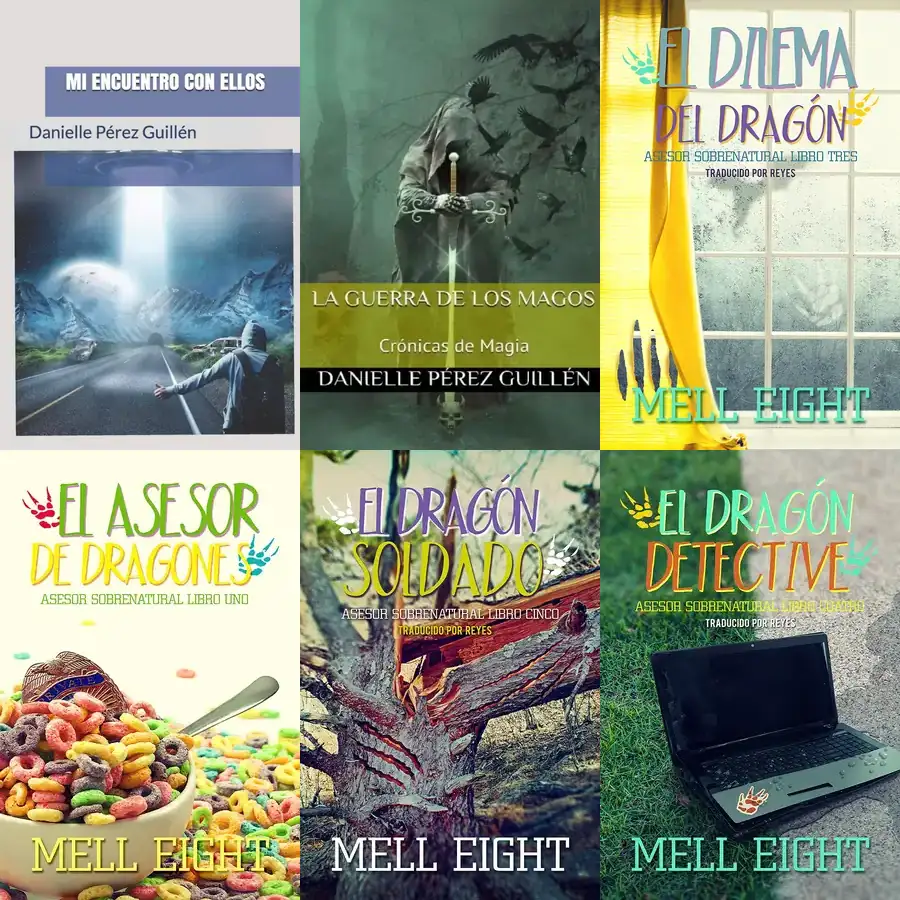 MI ENCUENTRO CON ELLOS
Danielle Pérez Guillén
LA GUERRA DE LOS MAGOS
Crónicas de Magia
DANIELLE PÉREZ GUILLÉN
EL DILEMA
DEL DRAGÓN
ASESOR SOBRENATURAL LIBRO TRES
TRADUCIDO POR REYES
MELL EIGHT
EL ASESOR
DE DRAGONES
ASESOR SOBRENATURAL LIBRO UNO
PRIVATE
MELL EIGHT
EL DRAGÓN
SOLDADO
ASESOR SOBRENATURAL LIBRO CINCO
TRADUCIDO POR REYES
MELL EIGHT
EL DRAGÓN
DETECTIVE
ASESOR SOBRENATURAL LIBRO CUATRO
TRADUCIDO POR REYES
MELL EIGHT